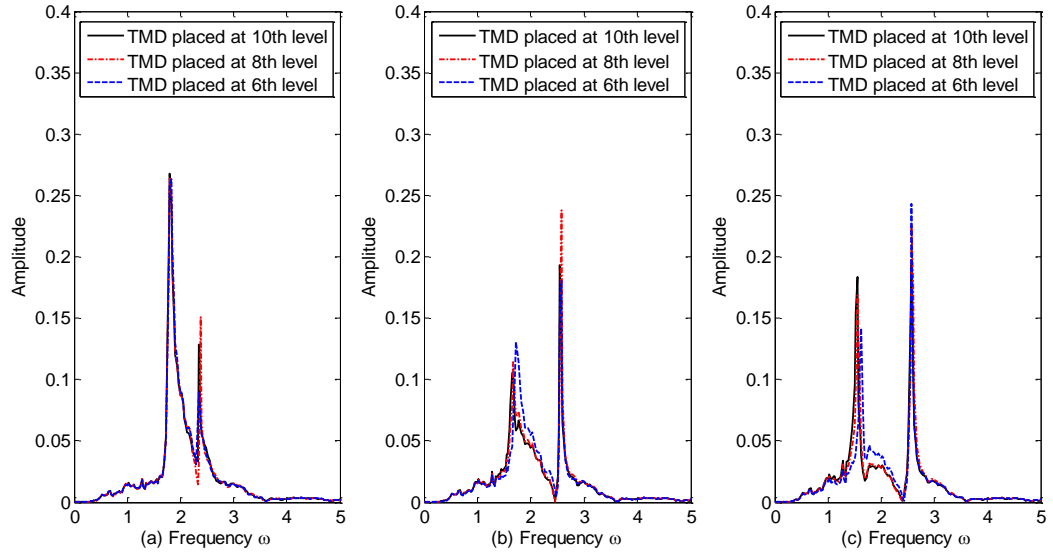 TMD placed at 10th level
TMD placed at 8th level
TMD placed at 6th level
0.4
0.35
0.3
0.25
0.2
0.15
0.1
0.05
0
Amplitude
0 1 2 3 4 5
(a) Frequency ω
TMD placed at 10th level
TMD placed at 8th level
TMD placed at 6th level
0.4
0.35
0.3
0.25
0.2
0.15
0.1
0.05
0
Amplitude
0 1 2 3 4 5
(b) Frequency ω
TMD placed at 10th level
TMD placed at 8th level
TMD placed at 6th level
0.4
0.35
0.3
0.25
0.2
0.15
0.1
0.05
0
Amplitude
0 1 2 3 4 5
(c) Frequency ω